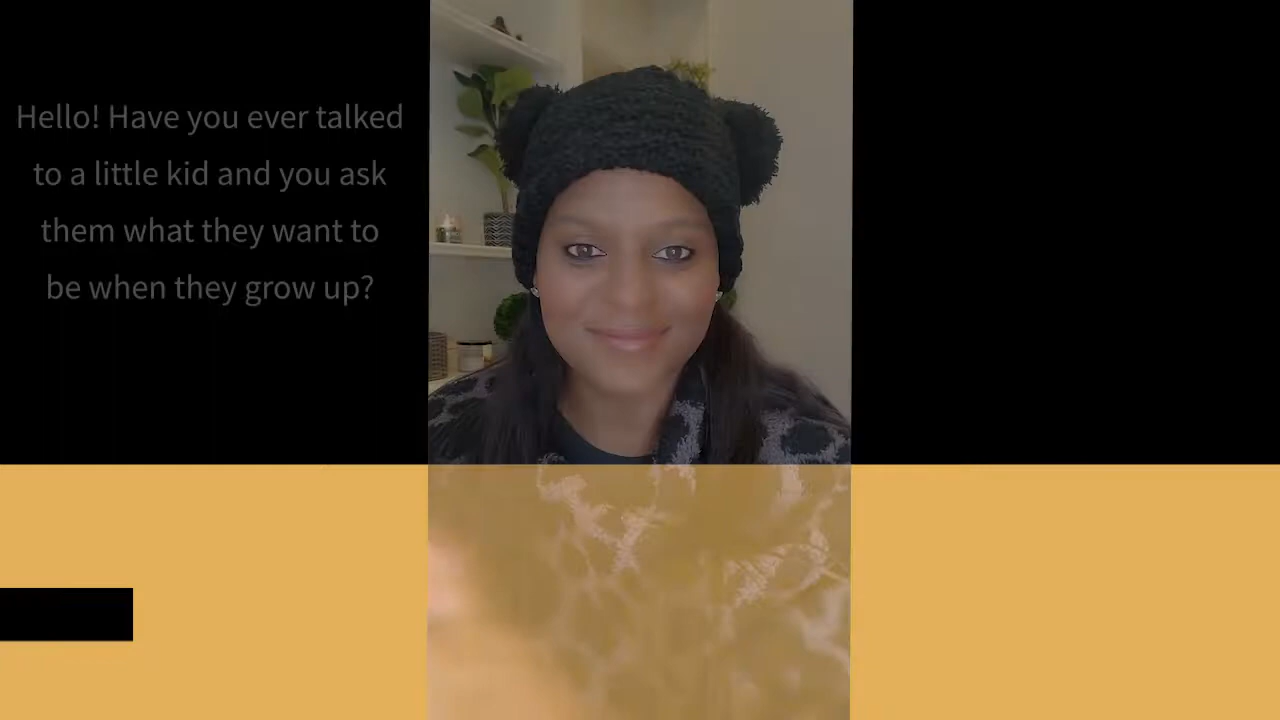 Hello! Have you ever talked
to a little kid and you ask
them what they want to
be when they grow up?